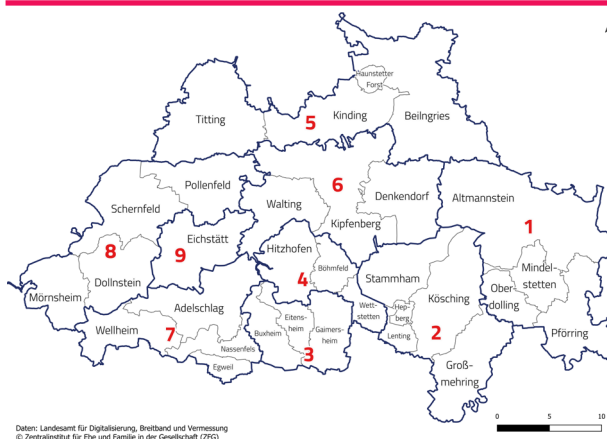 Haunstetter
Forst
Titting
5
Kinding
Beilngries
Pollenfeld
6
Schernfeld
Walting
Denkendorf
Altmannstein
Kipfenberg
1
Eichstätt
8
9
Hitzhofen
Böhmfeld
4
Stammham
Mindel-
stetten
Ober-
dolling
Dollnstein
Mörnsheim
Adelschlag
Kösching
Wett-
stetten
Hep-
berg
Eitens-
heim
Gaimers-
heim
Buxheim
Wellheim
7
Lenting
2
Pförring
Nassenfels
3
Egweil
Groß-
mehring
0 5 10
Daten: Landesamt für Digitalisierung, Breitband und Vermessung
© Zentralinstitut für Ehe und Familie in der Gesellschaft (ZFG)